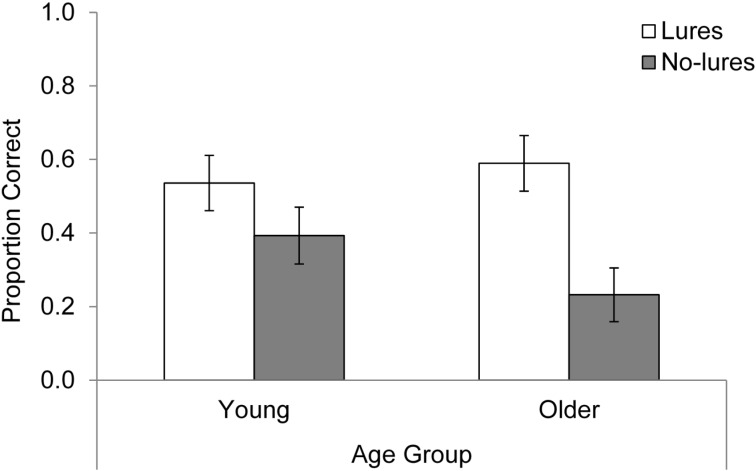 1.0
0.8
0.6
0.4
0.2
0.0
Proportion Correct
Lures
No-lures
Young Older
Age Group